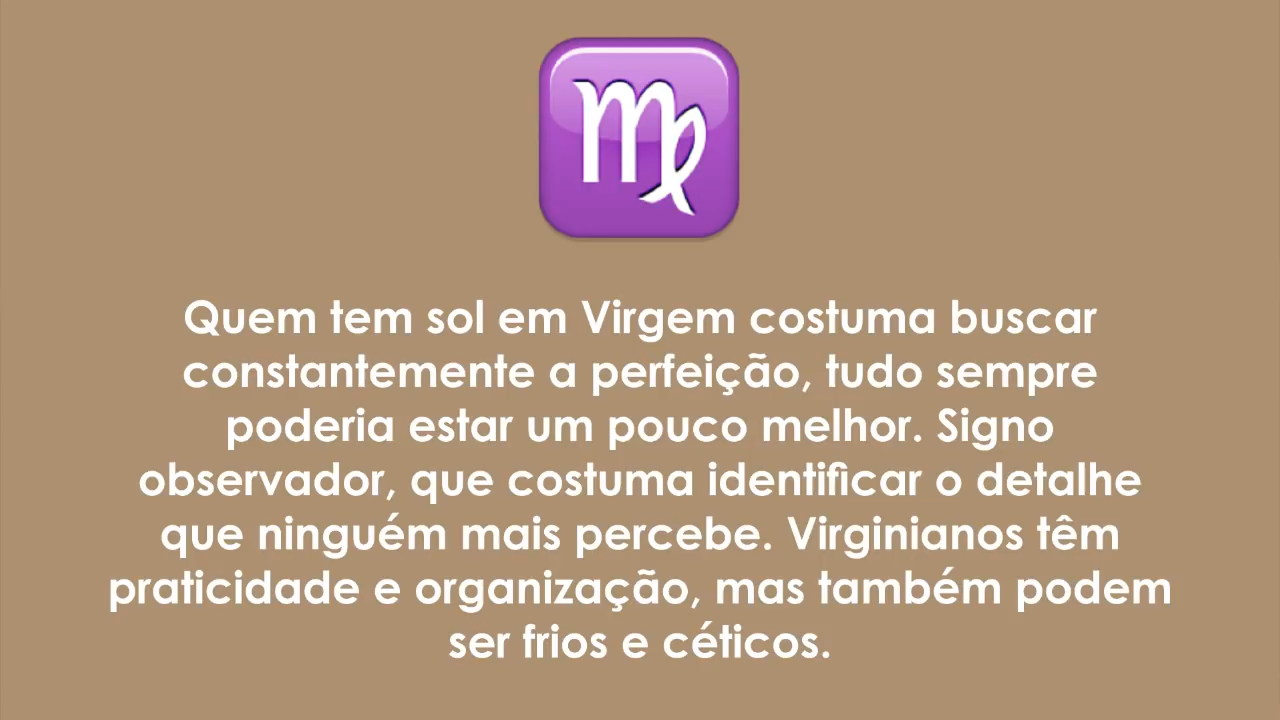 Quem tem sol em Virgem costuma buscar
constantemente a perfeição, tudo sempre
poderia estar um pouco melhor. Signo
observador, que costuma identificar o detalhe
que ninguém mais percebe. Virginianos têm
praticidade e organização, mas também podem
ser frios e céticos.